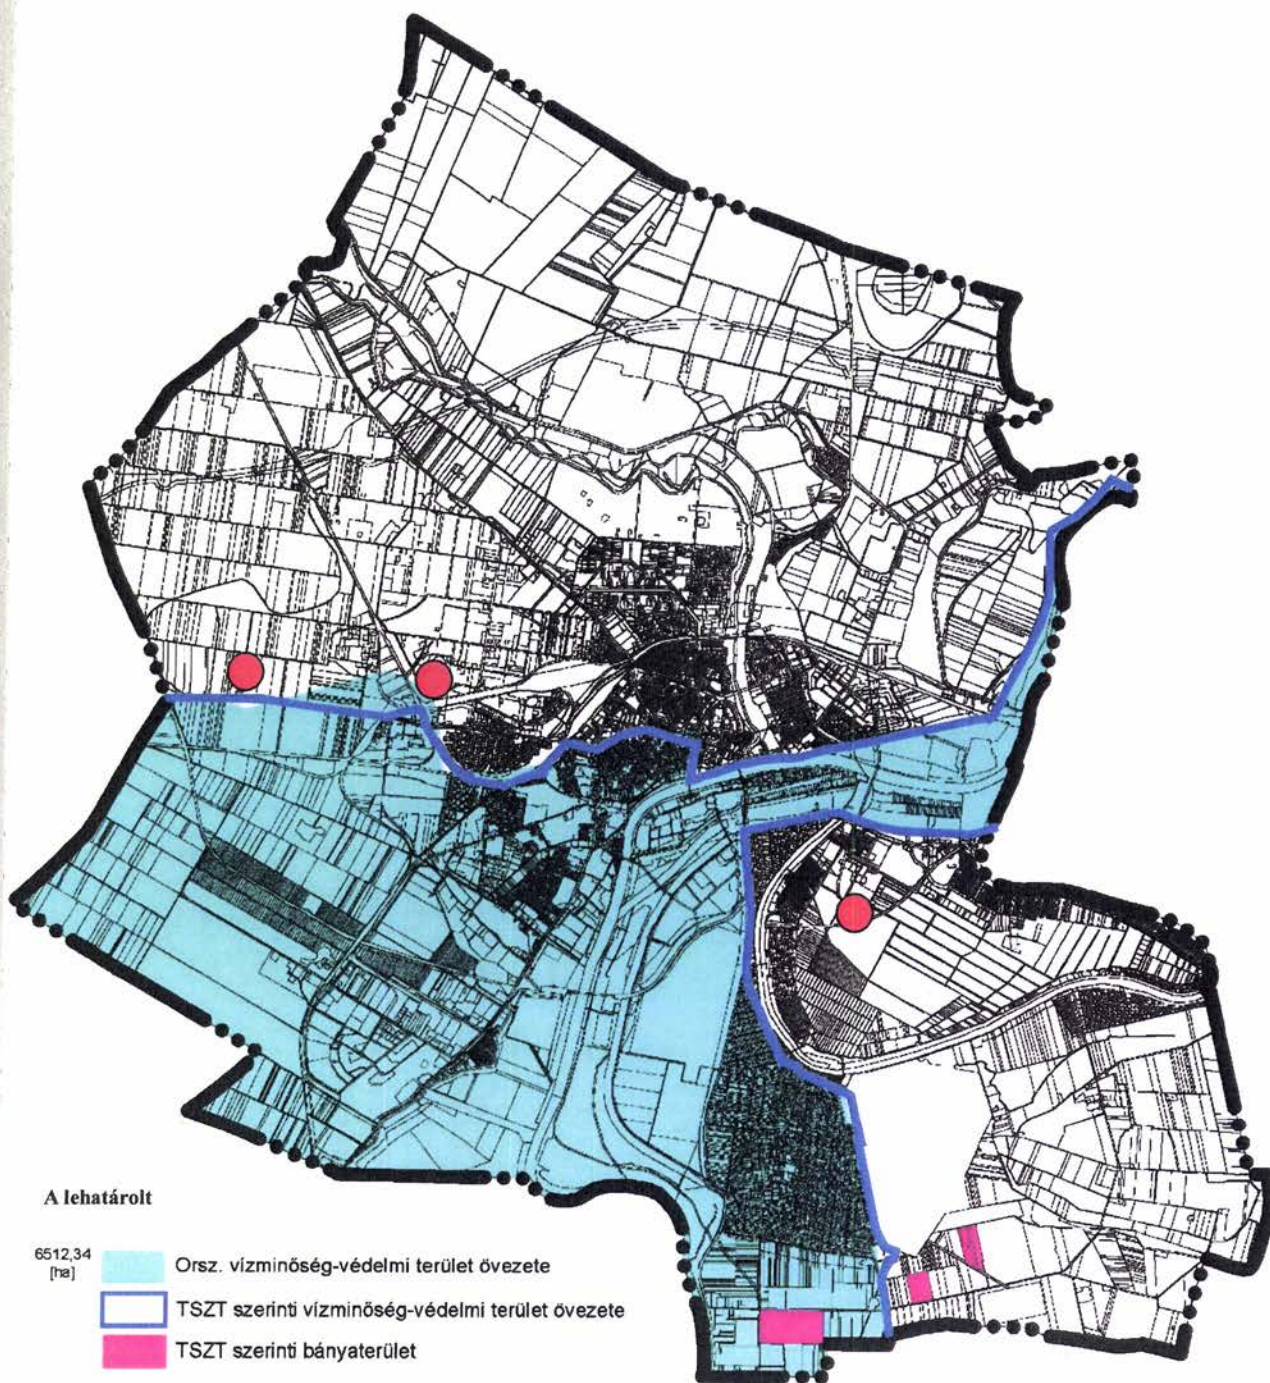 A lehatárolt
6512,34
[ha]
Orsz. vízminőség-védelmi terület övezete
TSZT szerinti vízminőség-védelmi terület övezete
TSZT szerinti bányaterület